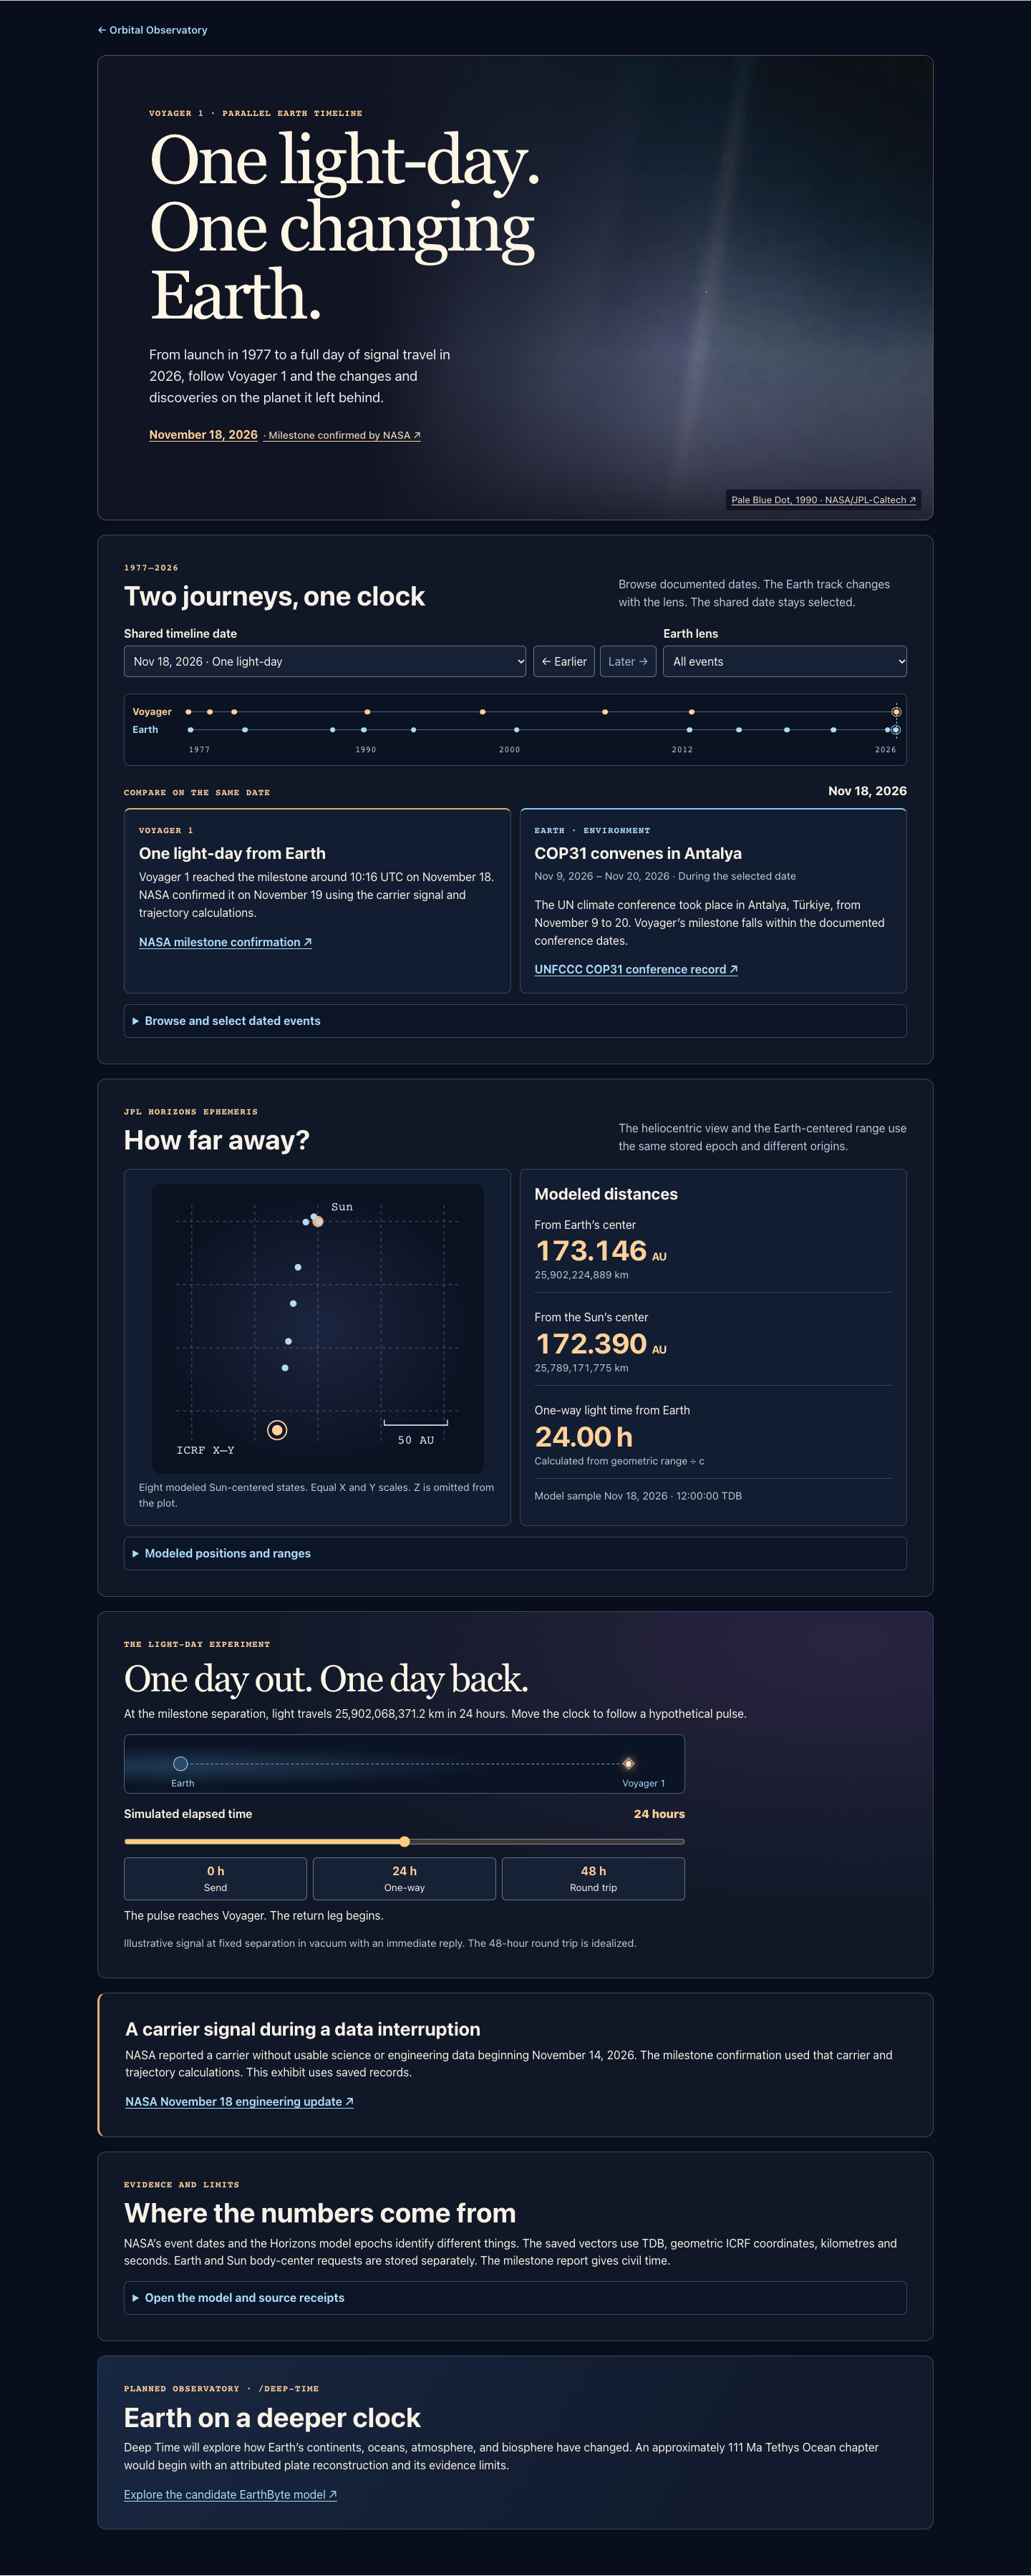 ← Orbital Observatory
VOYAGER 1 · PARALLEL EARTH TIMELINE
One light-day.
One changing
Earth.
From launch in 1977 to a full day of signal travel in
2026, follow Voyager 1 and the changes and
discoveries on the planet it left behind.
November 18, 2026 · Milestone confirmed by NASA ↗
Pale Blue Dot, 1990 · NASA/JPL-Caltech ↗
1977–2026
Two journeys, one clock
Browse documented dates. The Earth track changes
with the lens. The shared date stays selected.
Shared timeline date
Earth lens
Nov 18, 2026 · One light-day
← Earlier
Later →
All events
Voyager
Earth
1977
1990
2000
2012
2026
COMPARE ON THE SAME DATE
Nov 18, 2026
VOYAGER 1
One light-day from Earth
Voyager 1 reached the milestone around 10:16 UTC on November 18.
NASA confirmed it on November 19 using the carrier signal and
trajectory calculations.
NASA milestone confirmation ↗
EARTH · ENVIRONMENT
COP31 convenes in Antalya
Nov 9, 2026 – Nov 20, 2026 · During the selected date
The UN climate conference took place in Antalya, Türkiye, from
November 9 to 20. Voyager’s milestone falls within the documented
conference dates.
UNFCCC COP31 conference record ↗
▶ Browse and select dated events
JPL HORIZONS EPHEMERIS
How far away?
The heliocentric view and the Earth-centered range use
the same stored epoch and different origins.
Sun
50 AU
ICRF X–Y
Eight modeled Sun-centered states. Equal X and Y scales. Z is omitted from
the plot.
Modeled distances
From Earth’s center
173.146 AU
25,902,224,889 km
From the Sun’s center
172.390 AU
25,789,171,775 km
One-way light time from Earth
24.00 h
Calculated from geometric range ÷ c
Model sample Nov 18, 2026 · 12:00:00 TDB
▶ Modeled positions and ranges
THE LIGHT-DAY EXPERIMENT
One day out. One day back.
At the milestone separation, light travels 25,902,068,371.2 km in 24 hours. Move the clock to follow a hypothetical pulse.
Earth
Voyager 1
Simulated elapsed time
24 hours
0 h
Send
24 h
One-way
48 h
Round trip
The pulse reaches Voyager. The return leg begins.
Illustrative signal at fixed separation in vacuum with an immediate reply. The 48-hour round trip is idealized.
A carrier signal during a data interruption
NASA reported a carrier without usable science or engineering data beginning November 14, 2026. The milestone confirmation used that carrier and
trajectory calculations. This exhibit uses saved records.
NASA November 18 engineering update ↗
EVIDENCE AND LIMITS
Where the numbers come from
NASA’s event dates and the Horizons model epochs identify different things. The saved vectors use TDB, geometric ICRF coordinates, kilometres and
seconds. Earth and Sun body-center requests are stored separately. The milestone report gives civil time.
▶ Open the model and source receipts
PLANNED OBSERVATORY · /DEEP-TIME
Earth on a deeper clock
Deep Time will explore how Earth’s continents, oceans, atmosphere, and biosphere have changed. An approximately 111 Ma Tethys Ocean chapter
would begin with an attributed plate reconstruction and its evidence limits.
Explore the candidate EarthByte model ↗